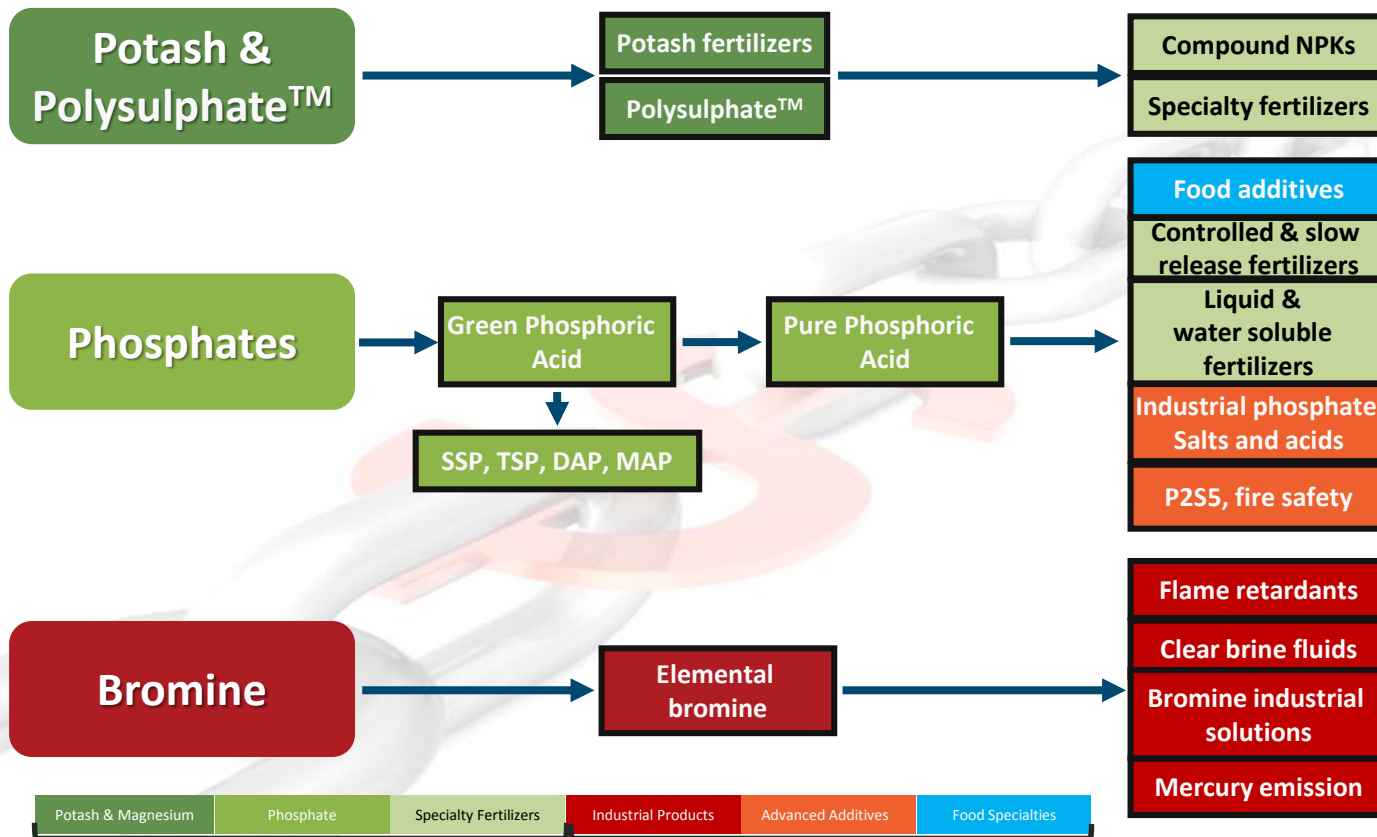 Potash &
Polysulphate™
Potash fertilizers
Polysulphate™
Compound NPKs
Specialty fertilizers
Phosphates
Green Phosphoric
Acid
Pure Phosphoric
Acid
SSP, TSP, DAP, MAP
Food additives
Controlled & slow
release fertilizers
Liquid &
water soluble
fertilizers
Industrial phosphate
Salts and acids
P2S5, fire safety
Bromine
Elemental
bromine
Flame retardants
Clear brine fluids
Bromine industrial
solutions
Mercury emission
Potash & Magnesium
Phosphate
Specialty Fertilizers
Industrial Products
Advanced Additives
Food Specialties